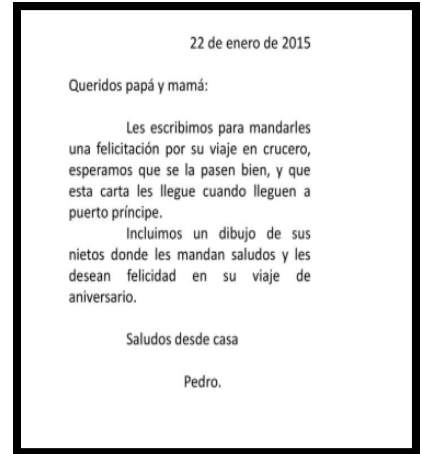 22 de enero de 2015
Queridos papá y mamá:
Les escribimos para mandarles
una felicitación por su viaje en crucero,
esperamos que se la pasen bien, y que
esta carta les llegue cuando lleguen a
puerto príncipe.
Incluimos un dibujo de sus
nietos donde les mandan saludos y les
desean felicidad en su viaje de
aniversario.
Saludos desde casa
Pedro.